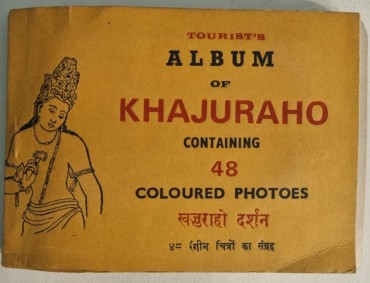 TOURIST'S
ALBUM
OF
KHAJURAHO
CONTAINING
48
COLOURED PHOTOES
खजुराहो दर्शन
४८ रंगीन चित्रों का संग्रह